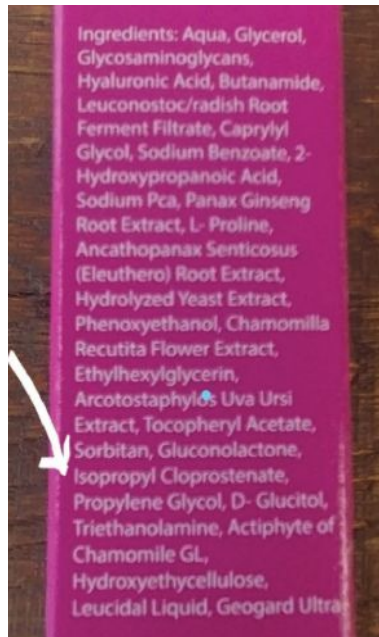 Ingredients: Aqua, Glycerol,
Glycosaminoglycans,
Hyaluronic Acid, Butanamide,
Leuconostoc/radish Root
Ferment Filtrate, Caprylyl
Glycol, Sodium Benzoate, 2-
Hydroxypropanoic Acid,
Sodium Pca, Panax Ginseng
Root Extract, L- Proline,
Ancathopanax Senticosus
(Eleuthero) Root Extract,
Hydrolyzed Yeast Extract,
Phenoxyethanol, Chamomilla
Recutita Flower Extract,
Ethylhexylglycerin,
Arcotostaphylos Uva Ursi
Extract, Tocopheryl Acetate,
Sorbitan, Gluconolactone,
Isopropyl Cloprostenate,
Propylene Glycol, D- Glucitol,
Triethanolamine, Actiphyte of
Chamomile GL,
Hydroxyethycellulose,
Leucidal Liquid, Geogard Ultra